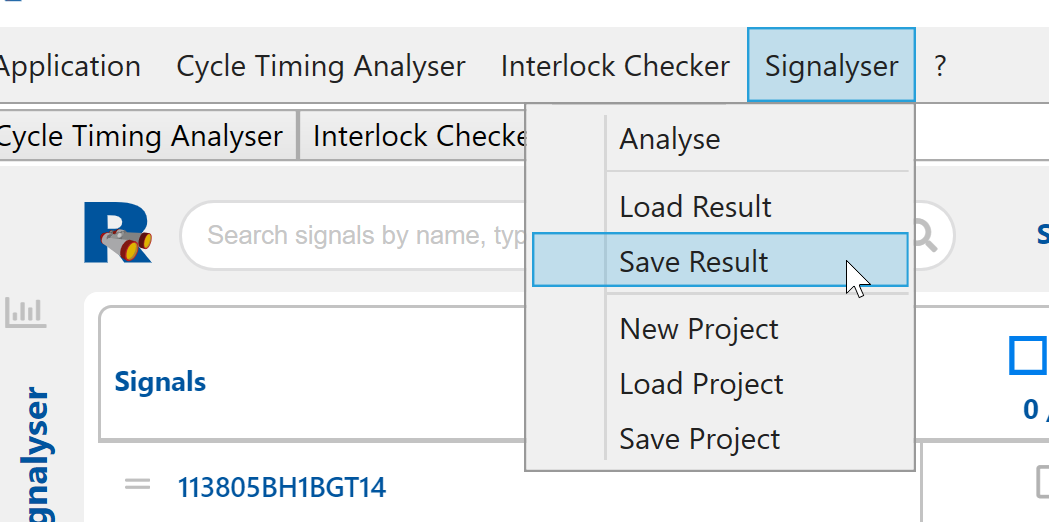 Application Cycle Timing Analyser Interlock Checker Signalyser ?
Cycle Timing Analyser Interlock Checke
Analyse
Load Result
Search signals by name, typ
Save Result
New Project
Load Project
Save Project
Signals
0
113805BH1BGT14
gnalyser